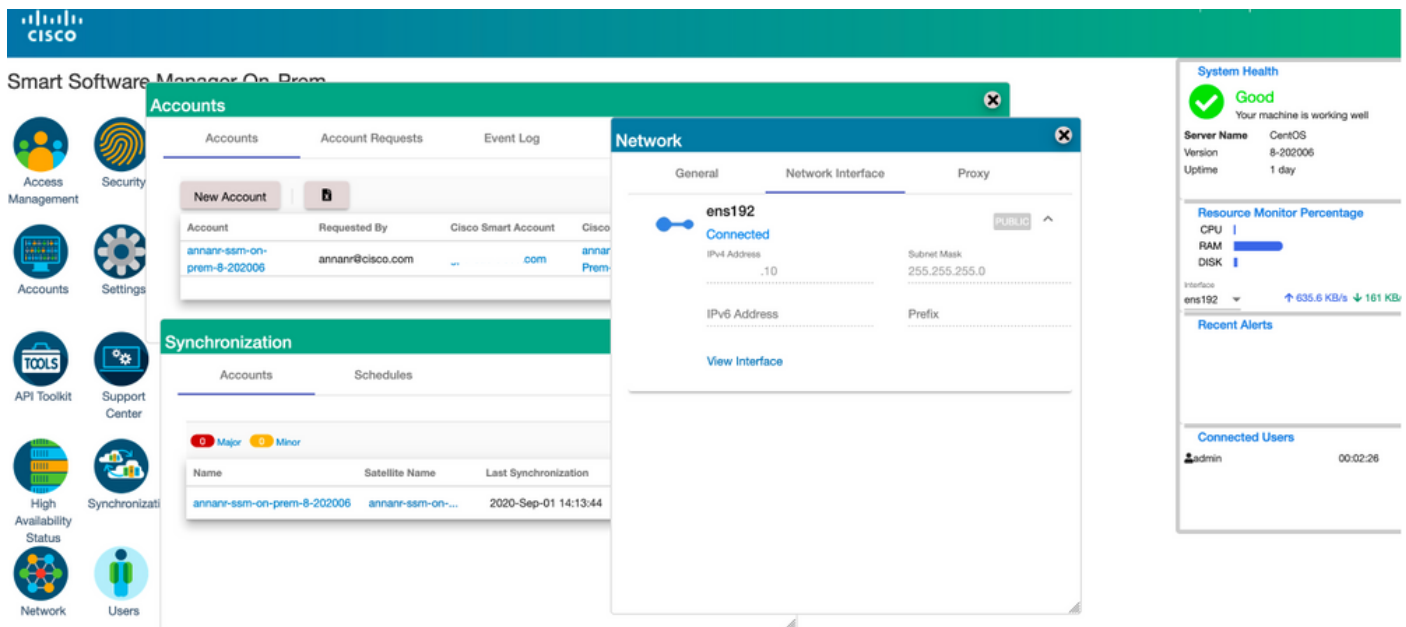 CISCO
Smart Software Manager On-Prem
Access
Management
Security
Accounts
Settings
API Toolkit
Support
Center
High
Availability
Status
Synchronizati
Network
Users
Accounts
Accounts
Account Requests
Event Log
New Account
Account
Requested By
Cisco Smart Account
Cisco
annanr-ssm-on-
prem-8-202006
annanr@cisco.com
.com
annar
Prem-
Synchronization
Accounts
Schedules
0 Major 0 Minor
Name
Satellite Name
Last Synchronization
annanr-ssm-on-prem-8-202006
annanr-ssm-on-...
2020-Sep-01 14:13:44
Network
General
Network Interface
Proxy
ens192
Connected
PUBLIC
IPv4 Address
.10
Subnet Mask
255.255.255.0
IPv6 Address
Prefix
View Interface
System Health
Good
Your machine is working well
Server Name CentOS
Version 8-202006
Uptime 1 day
Resource Monitor Percentage
CPU
RAM
DISK
Interface
ens192
635.6 KB/s 161 KB/
Recent Alerts
Connected Users
admin 00:02:26